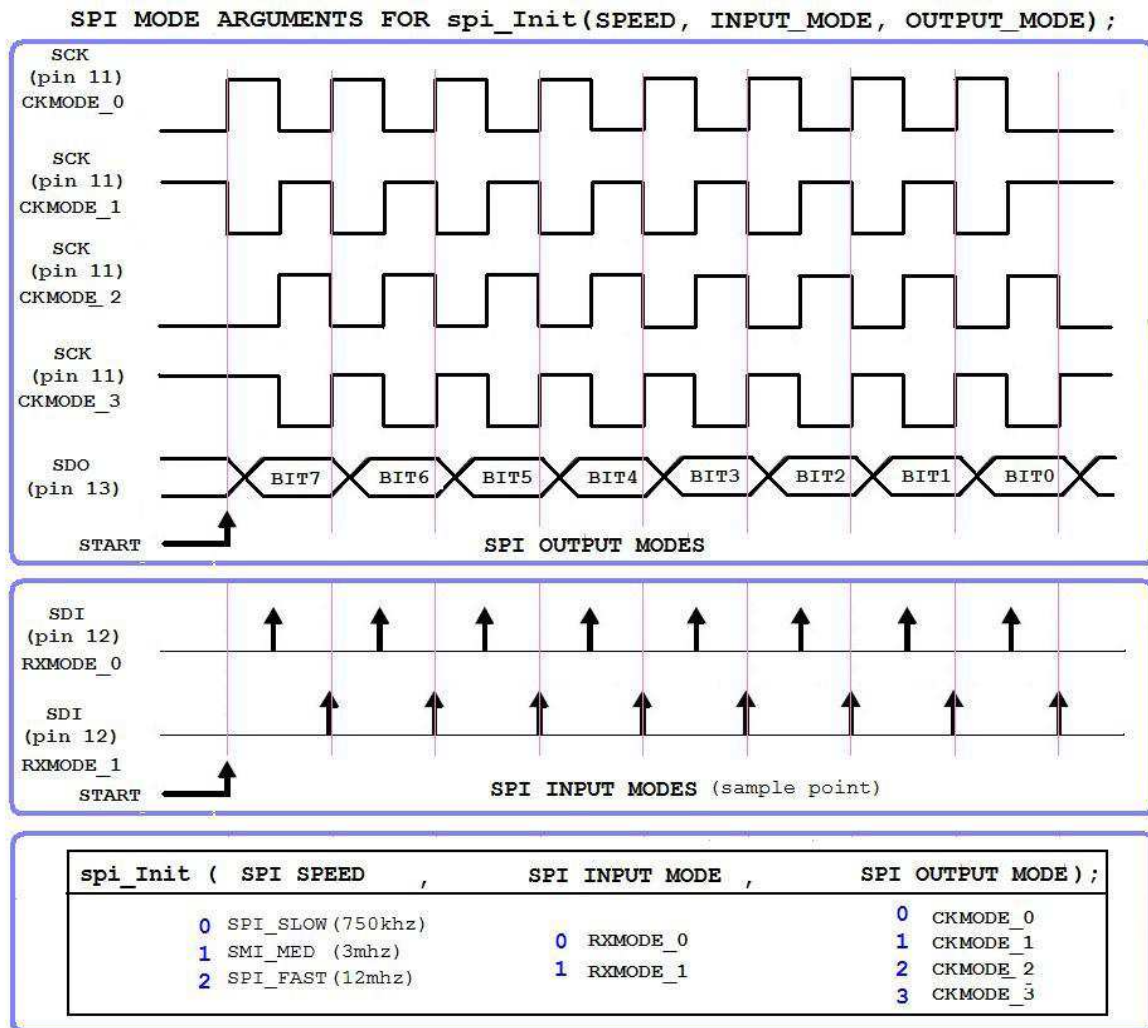 SPI MODE ARGUMENTS FOR spi_Init(SPEED, INPUT_MODE, OUTPUT_MODE);
SCK
(pin 11)
CKMODE_0
SCK
(pin 11)
CKMODE_1
SCK
(pin 11)
CKMODE_2
SCK
(pin 11)
CKMODE_3
SDO
(pin 13)
BIT7 BIT6 BIT5 BIT4 BIT3 BIT2 BIT1 BIT0
START
SPI OUTPUT MODES
SDI
(pin 12)
RXMODE_0
SDI
(pin 12)
RXMODE_1
START
SPI INPUT MODES (sample point)
spi_Init ( SPI SPEED , SPI INPUT MODE , SPI OUTPUT MODE);
0 SPI_SLOW(750khz)
1 SMI_MED (3mhz)
2 SPI_FAST(12mhz)
0 RXMODE_0
1 RXMODE_1
0 CKMODE_0
1 CKMODE_1
2 CKMODE_2
3 CKMODE_3